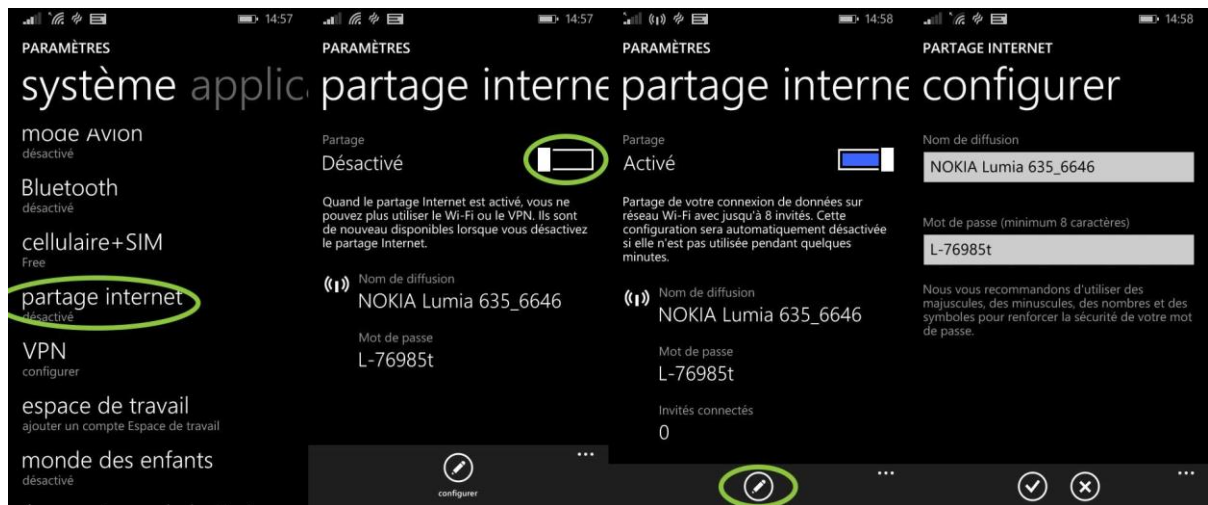 14:57
PARAMÈTRES
système applic
mode Avion
désactivé
Bluetooth
désactivé
cellulaire+SIM
Free
partage internet
désactivé
VPN
configurer
espace de travail
ajouter un compte Espace de travail
monde des enfants
désactivé
14:57
PARAMÈTRES
partage interne
Partage
Désactivé
Quand le partage Internet est activé, vous ne
pouvez plus utiliser le Wi-Fi ou le VPN. Ils sont
de nouveau disponibles lorsque vous désactivez
le partage Internet.
Nom de diffusion
NOKIA Lumia 635_6646
Mot de passe
L-76985t
configurer
14:58
PARAMÈTRES
partage interne
Partage
Activé
Partage de votre connexion de données sur
réseau Wi-Fi avec jusqu'à 8 invités. Cette
configuration sera automatiquement désactivée
si elle n'est pas utilisée pendant quelques
minutes.
Nom de diffusion
NOKIA Lumia 635_6646
Mot de passe
L-76985t
Invités connectés
0
14:58
PARTAGE INTERNET
configurer
Nom de diffusion
NOKIA Lumia 635_6646
Mot de passe (minimum 8 caractères)
L-76985t
Nous vous recommandons d'utiliser des
majuscules, des minuscules, des nombres et des
symboles pour renforcer la sécurité de votre mot
de passe.